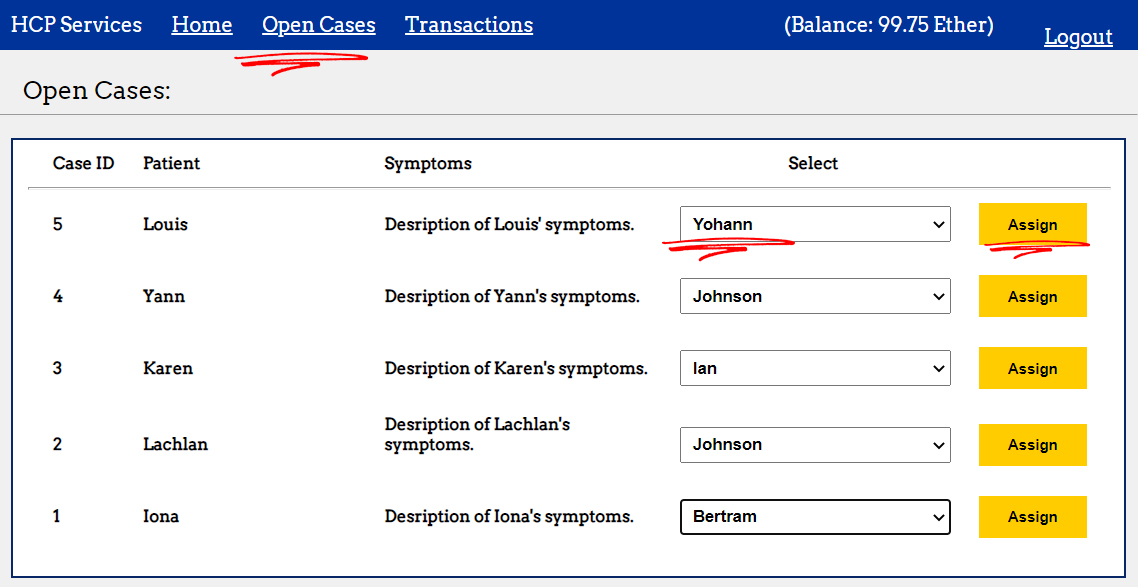 HCP Services Home Open Cases Transactions (Balance: 99.75 Ether) Logout
Open Cases:
Case ID Patient Symptoms Select
5 Louis Desription of Louis' symptoms. Yohann Assign
4 Yann Desription of Yann's symptoms. Johnson Assign
3 Karen Desription of Karen's symptoms. Ian Assign
2 Lachlan Desription of Lachlan's symptoms. Johnson Assign
1 Iona Desription of Iona's symptoms. Bertram Assign